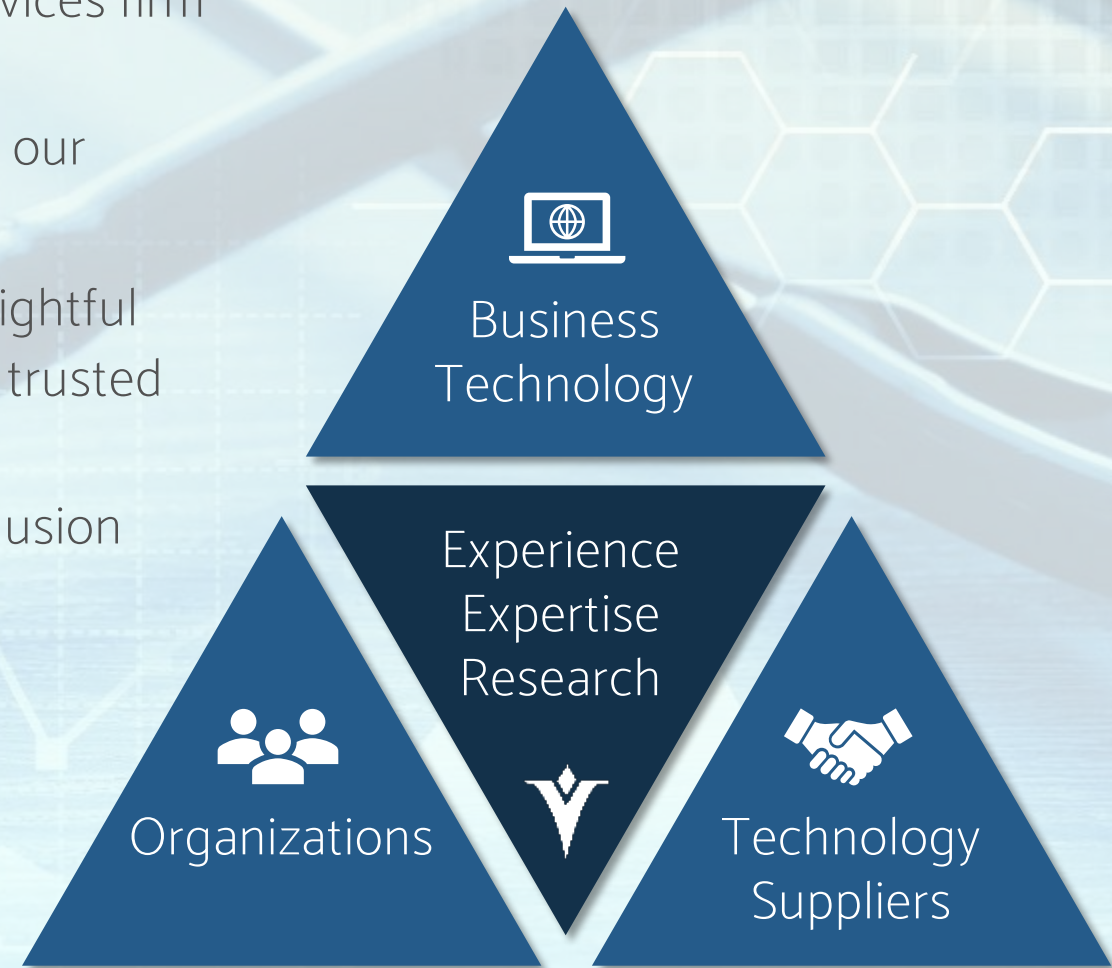 vices firm
our
ightful
trusted
usion
Business
Technology
Experience
Expertise
Research
Organizations
Technology
Suppliers